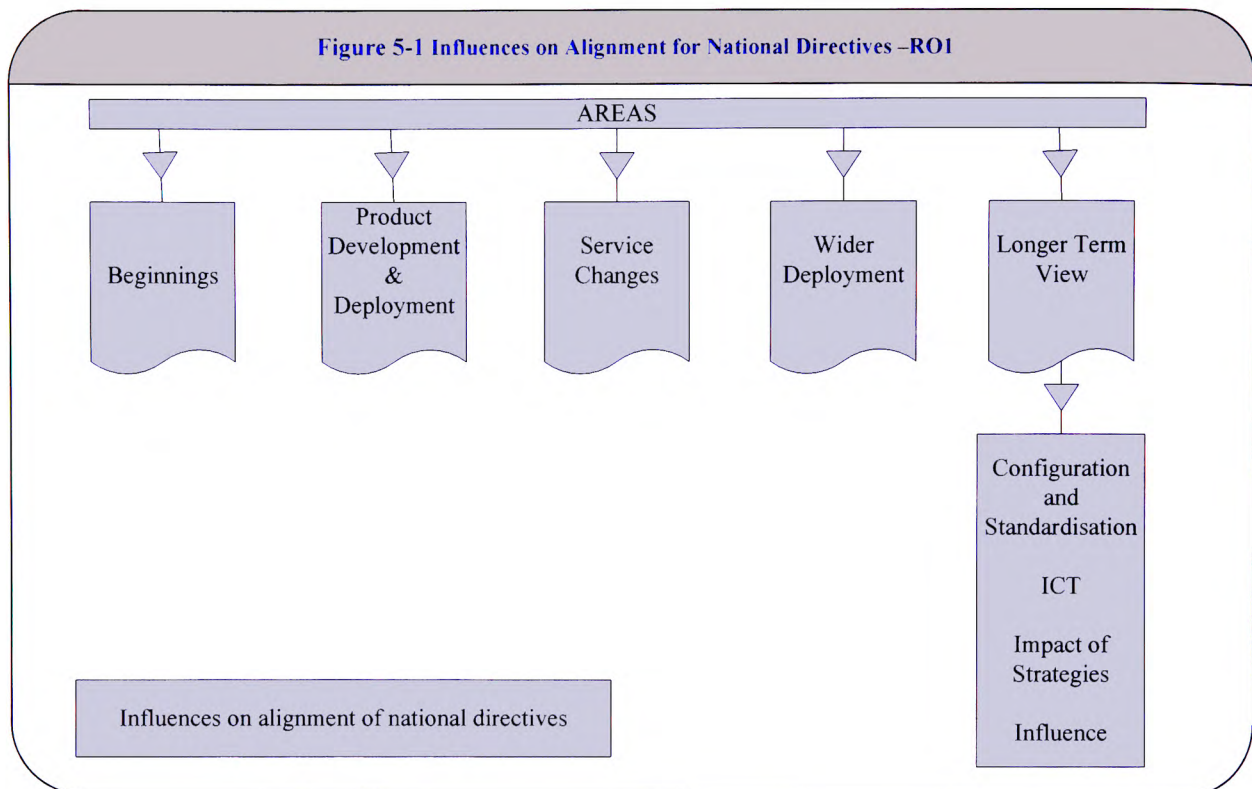 Figure 5-1 Influences on Alignment for National Directives –RO1
AREAS
Beginnings
Product
Development
&
Deployment
Service
Changes
Wider
Deployment
Longer Term
View
Configuration
and
Standardisation
ICT
Impact of
Strategies
Influence
Influences on alignment of national directives